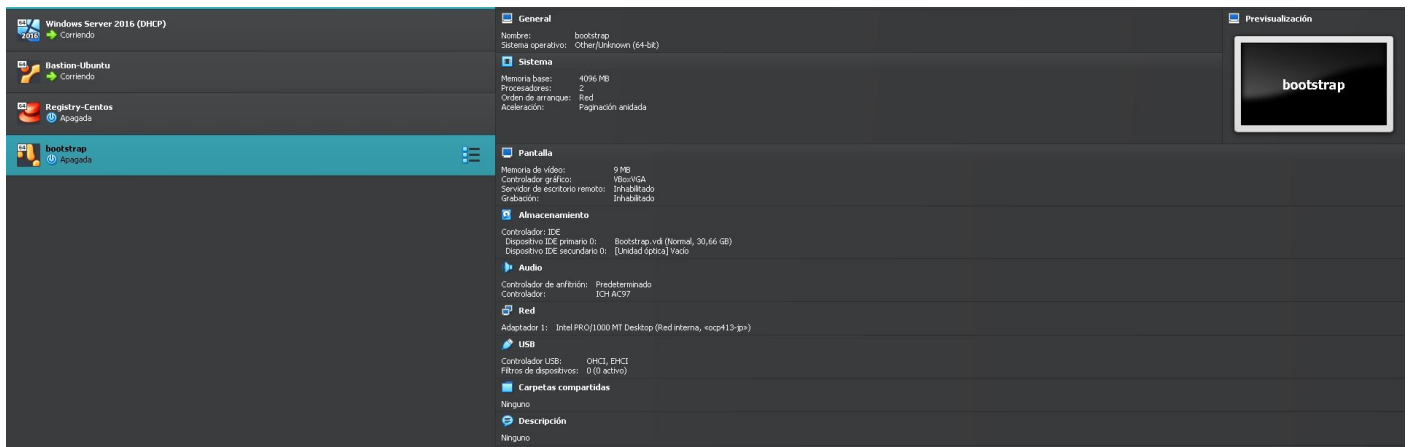 Windows Server 2016 (DHCP)
Corriendo
Bastion-Ubuntu
Corriendo
Registry-Centos
Apagada
bootstrap
Apagada
General
Nombre: bootstrap
Sistema operativo: Other/Unknown (64-bit)
Sistema
Memoria base: 4096 MB
Procesadores: 2
Orden de arranque: Red
Aceleración: Paginación anidada
Previsualización
bootstrap
Pantalla
Memoria de vídeo: 9 MB
Controlador gráfico: VBoxVGA
Servidor de escritorio remoto: Inhabilitado
Grabación: Inhabilitado
Almacenamiento
Controlador: IDE
Dispositivo IDE primario 0: Bootstrap.vdi (Normal, 30,66 GB)
Dispositivo IDE secundario 0: [Unidad óptica] Vacío
Audio
Controlador de anfitrión: Predeterminado
Controlador: ICH AC97
Red
Adaptador 1: Intel PRO/1000 MT Desktop (Red interna, «ocp413-jp»)
USB
Controlador USB: OHCI, EHCI
Filtros de dispositivos: 0 (0 activo)
Carpetas compartidas
Ninguno
Descripción
Ninguno